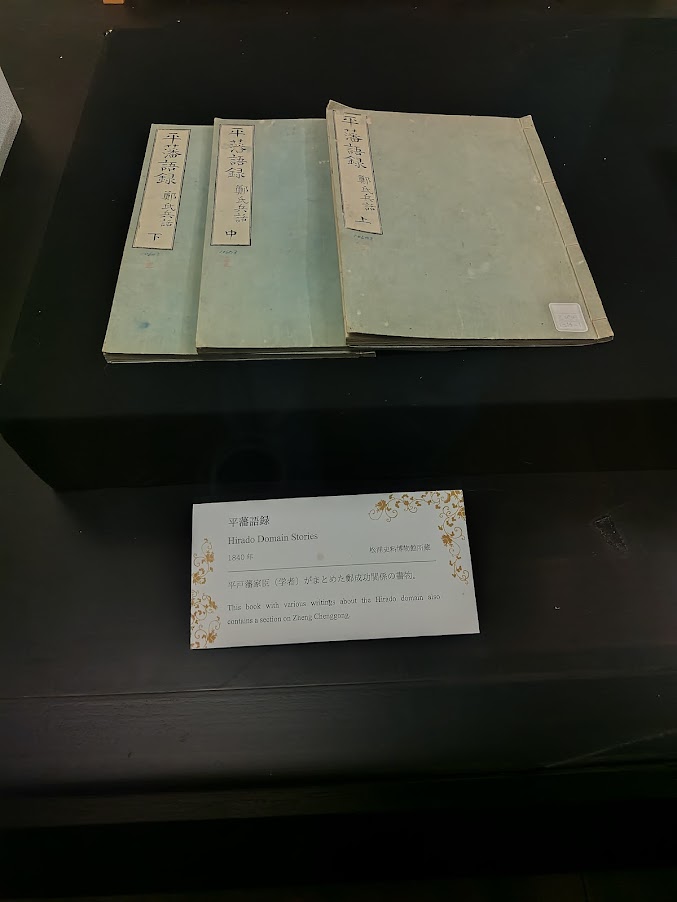 平藩語録 鄭氏兵話 下
平藩語録 鄭氏兵話 中
平藩語録 鄭氏兵話 上
平藩語録
Hirado Domain Stories
1840年
松浦史料博物館所蔵
平戸藩家臣（学者）がまとめた鄭成功関係の書物。
This book with various writings about the Hirado domain also
contains a section on Zheng Chenggong.